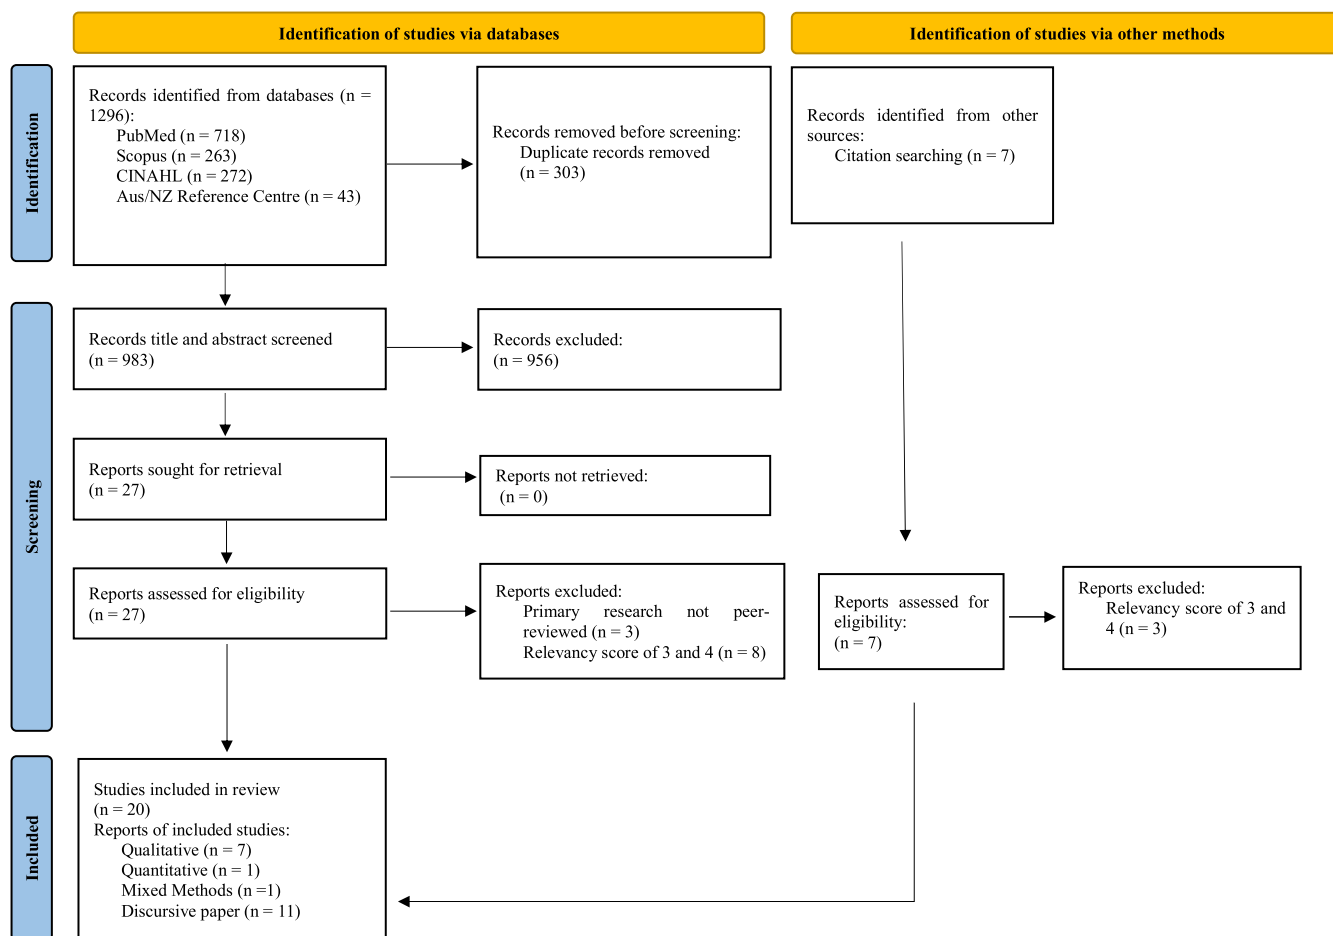 Identification of studies via databases
Identification of studies via other methods
Identification
Records identified from databases (n =
1296):
PubMed (n = 718)
Scopus (n = 263)
CINAHL (n = 272)
Aus/NZ Reference Centre (n = 43)
Records removed before screening:
Duplicate records removed
(n = 303)
Records identified from other
sources:
Citation searching (n = 7)
Screening
Records title and abstract screened
(n = 983)
Records excluded:
(n = 956)
Reports sought for retrieval
(n = 27)
Reports not retrieved:
(n = 0)
Reports assessed for eligibility
(n = 27)
Reports excluded:
Primary research not peer-
reviewed (n = 3)
Relevancy score of 3 and 4 (n = 8)
Reports assessed for
eligibility:
(n = 7)
Reports excluded:
Relevancy score of 3 and
4 (n = 3)
Included
Studies included in review
(n = 20)
Reports of included studies:
Qualitative (n = 7)
Quantitative (n = 1)
Mixed Methods (n =1)
Discursive paper (n = 11)